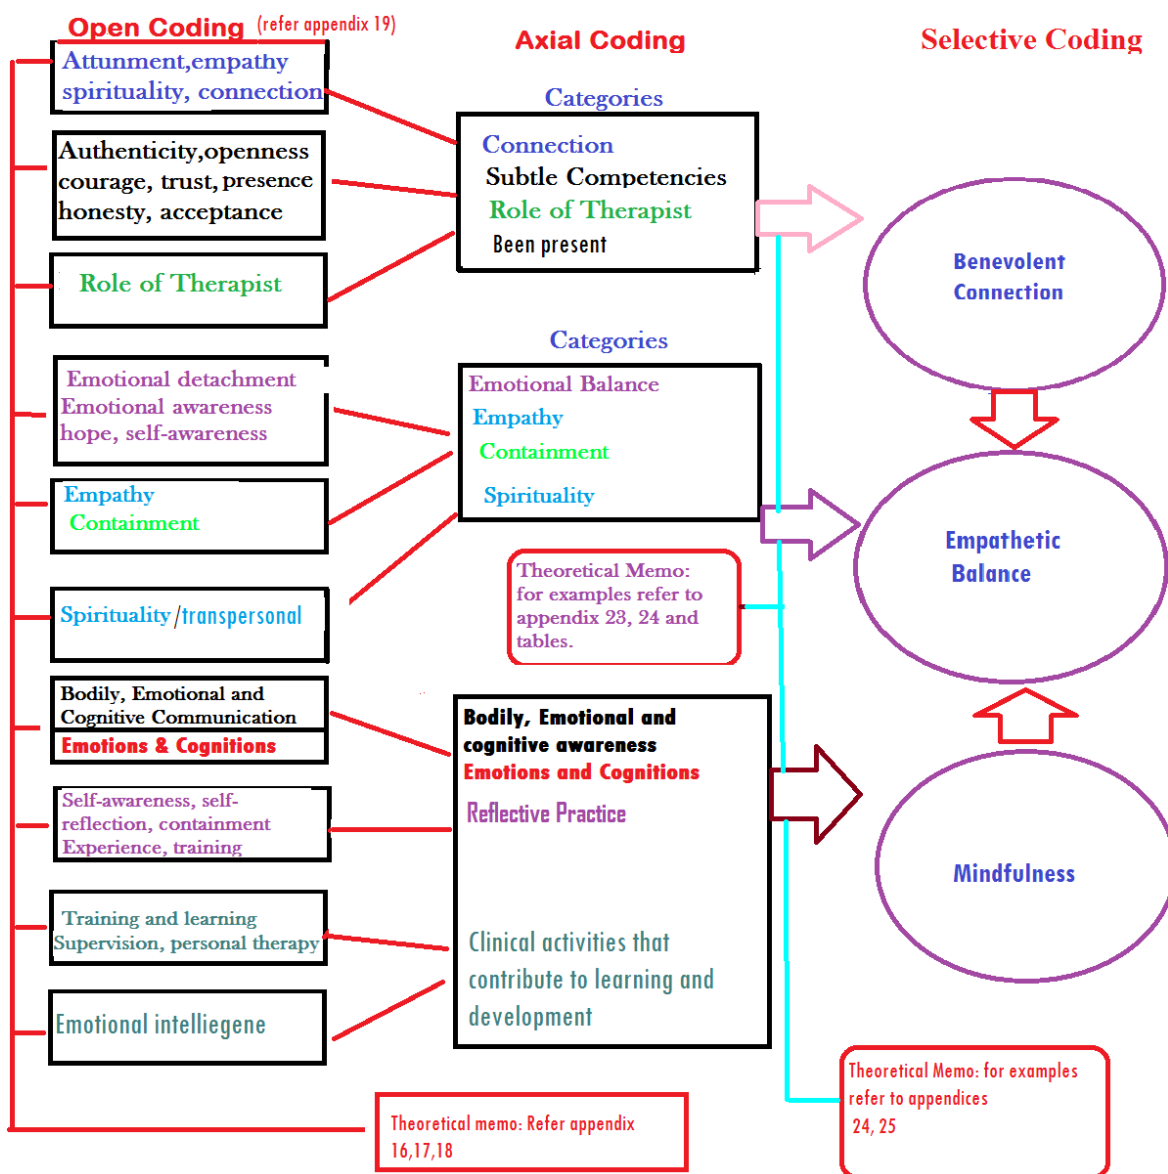 Open Coding (refer appendix 19)
Attunment,empathy
spirituality, connection
Authenticity,openness
courage, trust, presence
honesty, acceptance
Role of Therapist
Emotional detachment
Emotional awareness
hope, self-awareness
Empathy
Containment
Spirituality/transpersonal
Bodily, Emotional and
Cognitive Communication
Emotions & Cognitions
Self-awareness, self-
reflection, containment
Experience, training
Training and learning
Supervision, personal therapy
Emotional intelliegene
Axial Coding
Categories
Connection
Subtle Competencies
Role of Therapist
Been present
Categories
Emotional Balance
Empathy
Containment
Spirituality
Theoretical Memo:
for examples refer to
appendix 23, 24 and
tables.
Bodily, Emotional and
cognitive awareness
Emotions and Cognitions
Reflective Practice
Clinical activities that
contribute to learning and
development
Theoretical memo: Refer appendix
16,17,18
Selective Coding
Benevolent
Connection
Empathetic
Balance
Mindfulness
Theoretical Memo: for examples
refer to appendices
24, 25